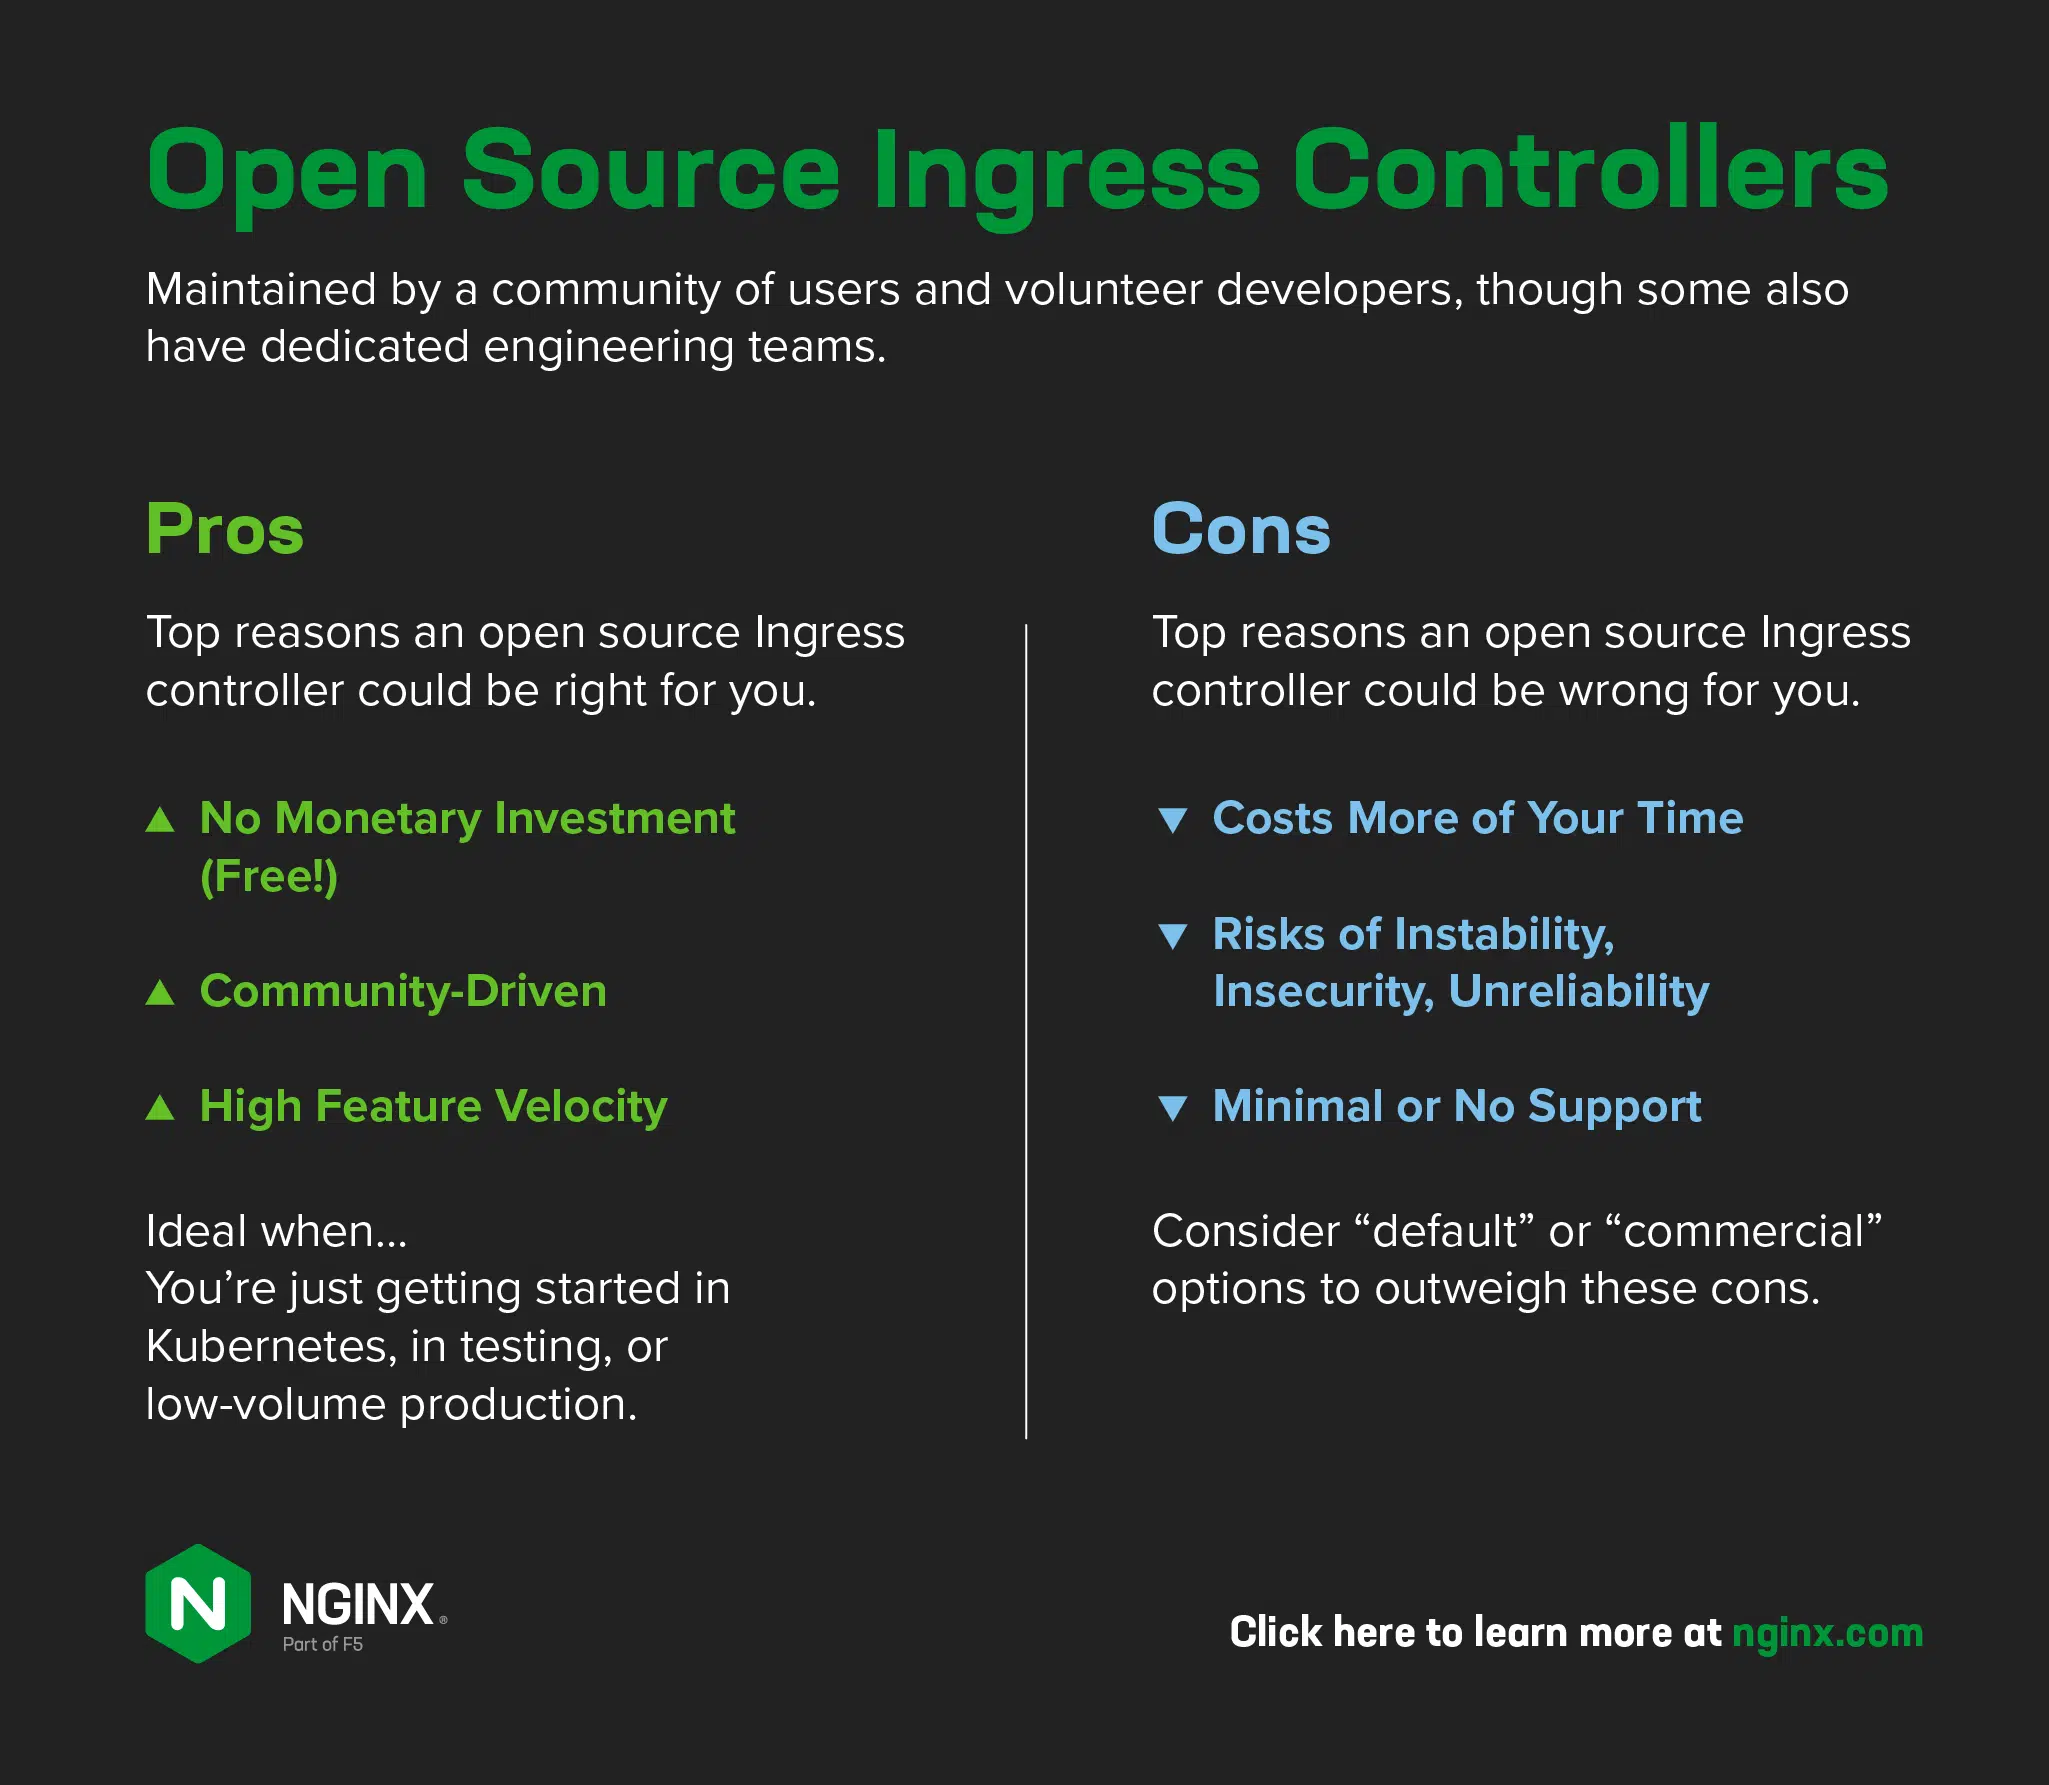 Open Source Ingress Controllers
Maintained by a community of users and volunteer developers, though some also
have dedicated engineering teams.
Pros
Top reasons an open source Ingress
controller could be right for you.
▲ No Monetary Investment
(Free!)
▲ Community-Driven
▲ High Feature Velocity
Ideal when...
You’re just getting started in
Kubernetes, in testing, or
low-volume production.
Cons
Top reasons an open source Ingress
controller could be wrong for you.
▼ Costs More of Your Time
▼ Risks of Instability,
Insecurity, Unreliability
▼ Minimal or No Support
Consider “default” or “commercial”
options to outweigh these cons.
N
NGINX®
Part of F5
Click here to learn more at nginx.com